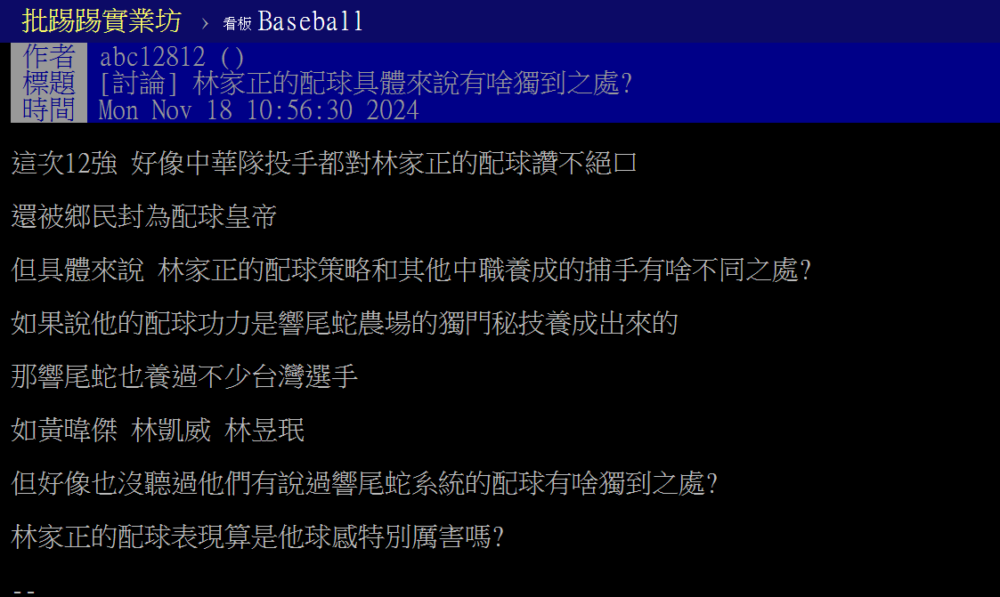 批踢踢實業坊 › 看板 Baseball
作者 abc12812 ()
標題 [討論] 林家正的配球具體來說有啥獨到之處?
時間 Mon Nov 18 10:56:30 2024
這次12強 好像中華隊投手都對林家正的配球讚不絕口
還被鄉民封為配球皇帝
但具體來說 林家正的配球策略和其他中職養成的捕手有啥不同之處?
如果說他的配球功力是響尾蛇農場的獨門秘技養成出來的
那響尾蛇也養過不少台灣選手
如黃暐傑 林凱威 林昱珉
但好像也沒聽過他們有說過響尾蛇系統的配球有啥獨到之處?
林家正的配球表現算是他球感特別厲害嗎?
--